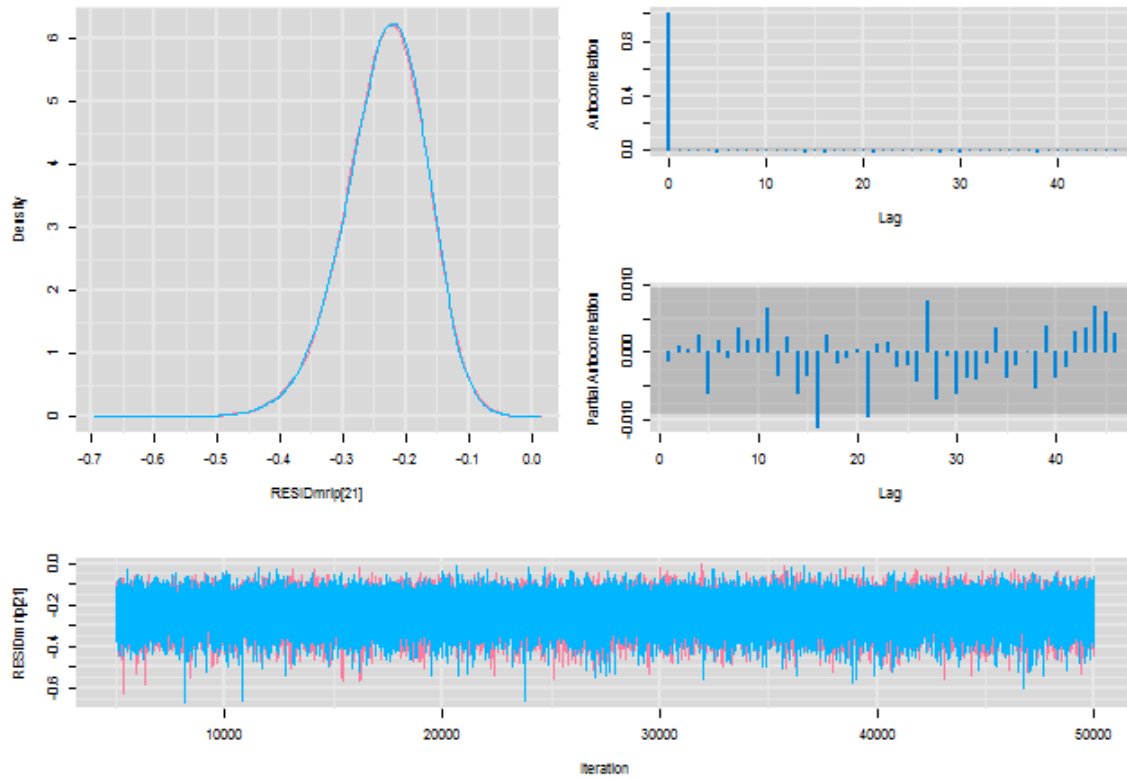 6
5
4
3
2
1
0
Density
−0.7 −0.6 −0.5 −0.4 −0.3 −0.2 −0.1 0.0
RESIDmrip[21]
0.8
0.4
0.0
Autocorrelation
0 10 20 30 40
Lag
0.010
0.000
−0.010
Partial Autocorrelation
0 10 20 30 40
Lag
0.0
−0.2
−0.4
−0.6
RESIDmrip[21]
10000 20000 30000 40000 50000
Iteration